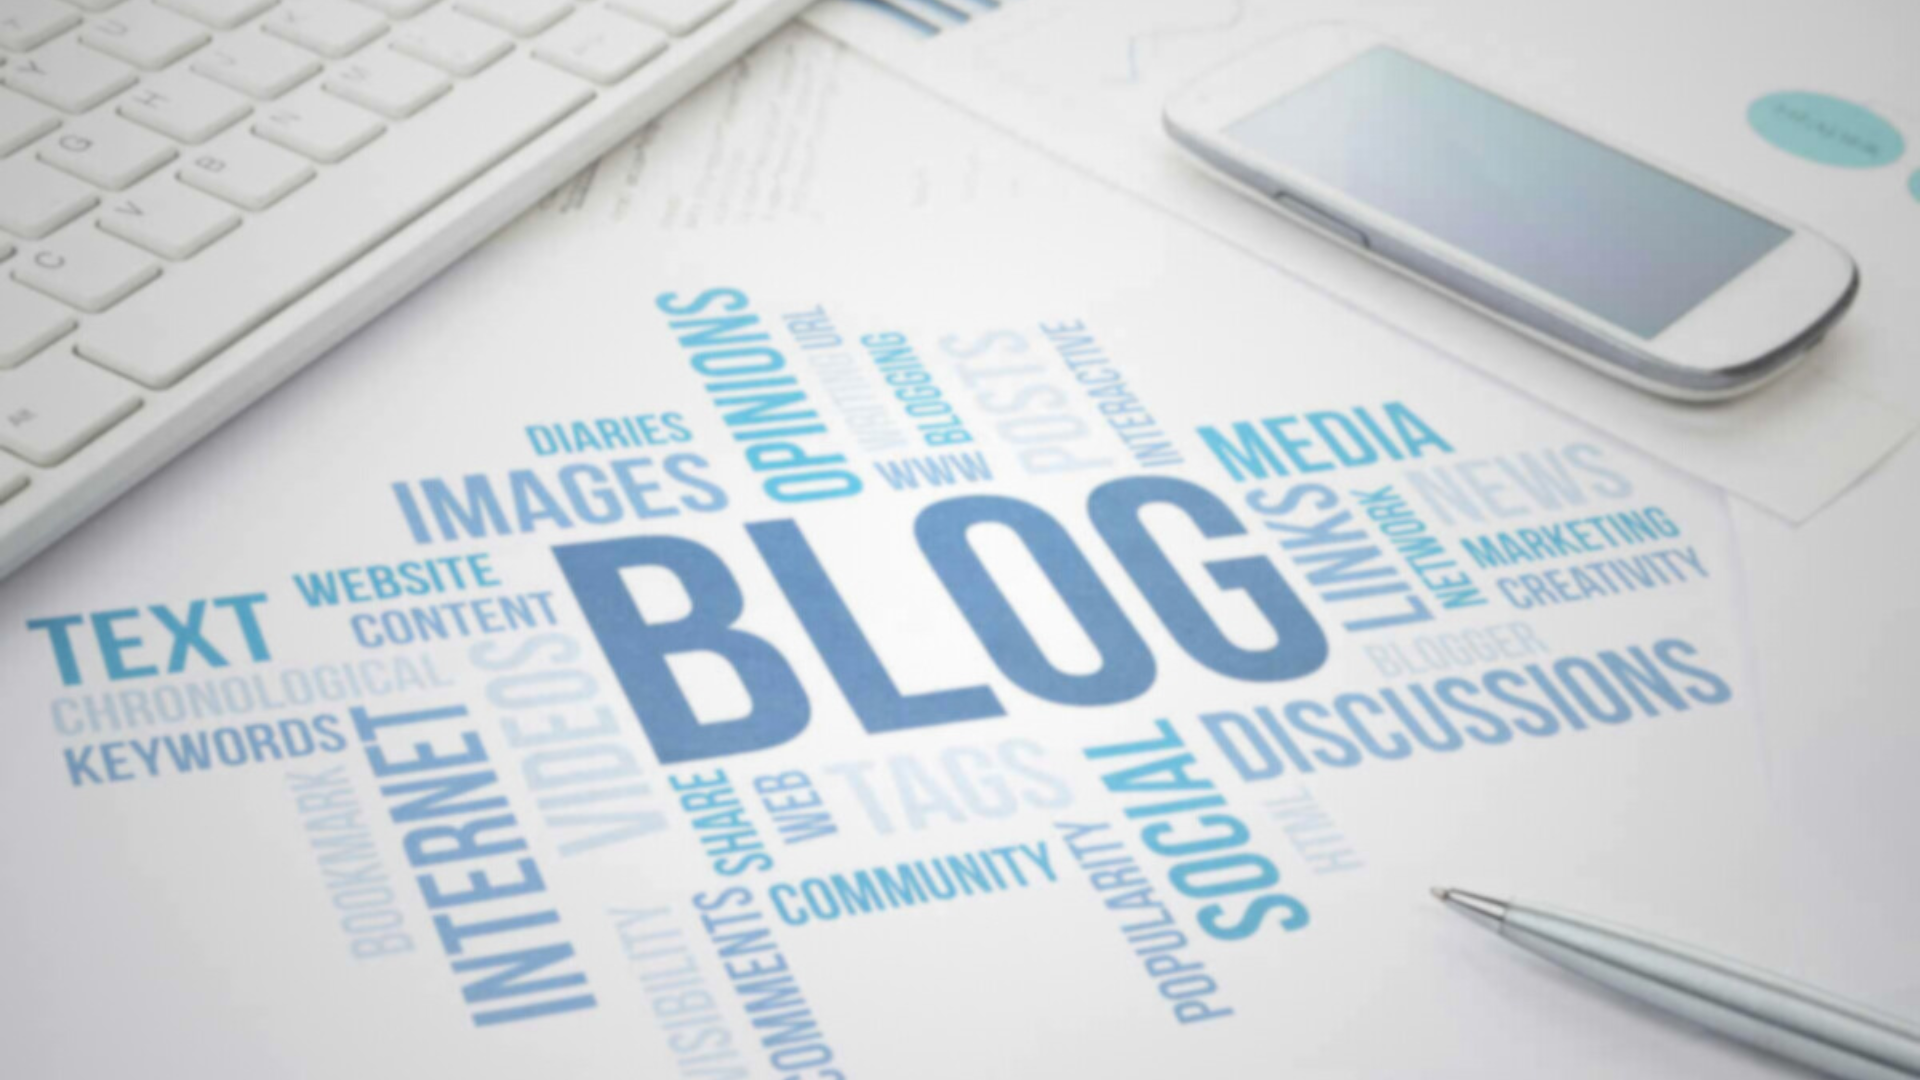 OPINIONS
URL
WRITING
BLOGGING
POSTS
INTERACTIVE
DIARIES
IMAGES
WWW
MEDIA
NEWS
LINKS
NETWORK
MARKETING
CREATIVITY
BLOG
WEBSITE
TEXT
CONTENT
CHRONOLOGICAL
VIDEOS
BLOGGER
DISCUSSIONS
KEYWORDS
INTERNET
BOOKMARK
SHARE
WEB
TAGS
SOCIAL
HTML
COMMUNITY
POPULARITY
COMMENTS
VISIBILITY
Y
H
N
G
B
V
C